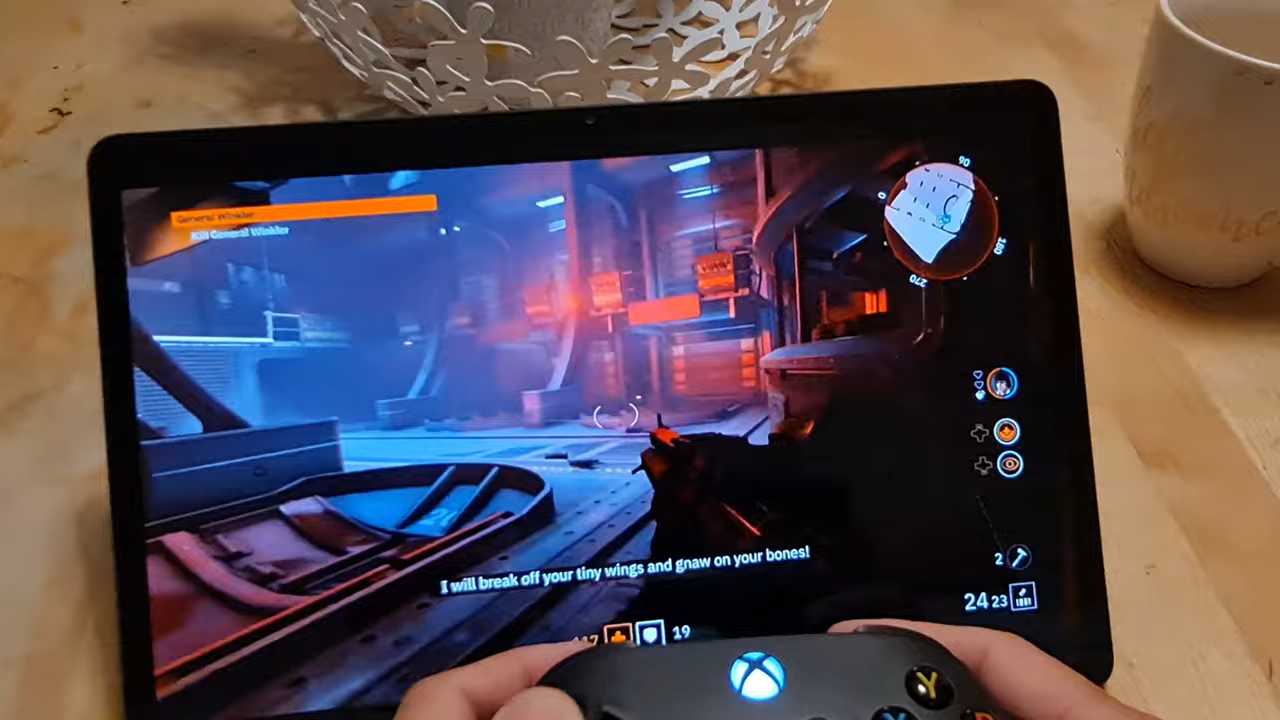 General Winkler
Kill General Winkler
90
0
180
270
I will break off your tiny wings and gnaw on your bones!
2
24 23
19
Y